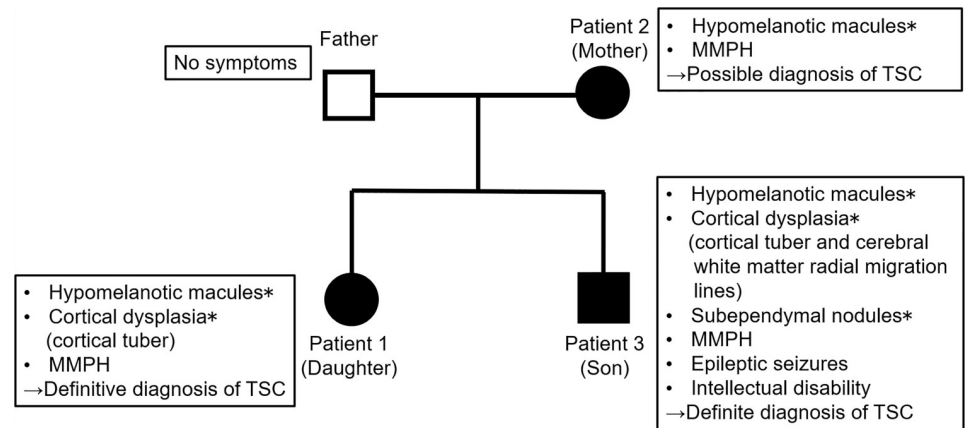 Father
No symptoms
Patient 2
(Mother)
• Hypomelanotic macules*
• MMPH
→Possible diagnosis of TSC
• Hypomelanotic macules*
• Cortical dysplasia*
(cortical tuber)
• MMPH
→Definitive diagnosis of TSC
Patient 1
(Daughter)
Patient 3
(Son)
• Hypomelanotic macules*
• Cortical dysplasia*
(cortical tuber and cerebral
white matter radial migration
lines)
• Subependymal nodules*
• MMPH
• Epileptic seizures
• Intellectual disability
→Definite diagnosis of TSC